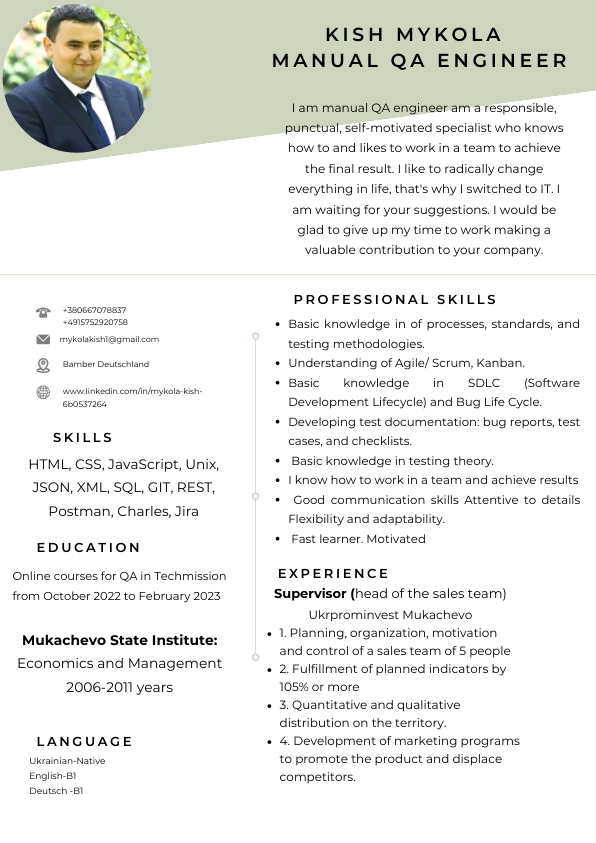 KISH MYKOLA
MANUAL QA ENGINEER
I am manual QA engineer am a responsible,
punctual, self-motivated specialist who knows
how to and likes to work in a team to achieve
the final result. I like to radically change
everything in life, that's why I switched to IT. I
am waiting for your suggestions. I would be
glad to give up my time to work making a
valuable contribution to your company.
+380667078837
+4915752920758
mykolakish1@gmail.com
Bamber Deutschland
www.linkedin.com/in/mykola-kish-
6b0537264
SKILLS
HTML, CSS, JavaScript, Unix,
JSON, XML, SQL, GIT, REST,
Postman, Charles, Jira
EDUCATION
Online courses for QA in Techmission
from October 2022 to February 2023
Mukachevo State Institute:
Economics and Management
2006-2011 years
LANGUAGE
Ukrainian-Native
English-B1
Deutsch -B1
PROFESSIONAL SKILLS
• Basic knowledge in of processes, standards, and
testing methodologies.
• Understanding of Agile/ Scrum, Kanban.
• Basic knowledge in SDLC (Software
Development Lifecycle) and Bug Life Cycle.
• Developing test documentation: bug reports, test
cases, and checklists.
• Basic knowledge in testing theory.
• I know how to work in a team and achieve results
• Good communication skills Attentive to details
Flexibility and adaptability.
• Fast learner. Motivated
EXPERIENCE
Supervisor (head of the sales team)
Ukrprominvest Mukachevo
• 1. Planning, organization, motivation
and control of a sales team of 5 people
• 2. Fulfillment of planned indicators by
105% or more
• 3. Quantitative and qualitative
distribution on the territory.
• 4. Development of marketing programs
to promote the product and displace
competitors.